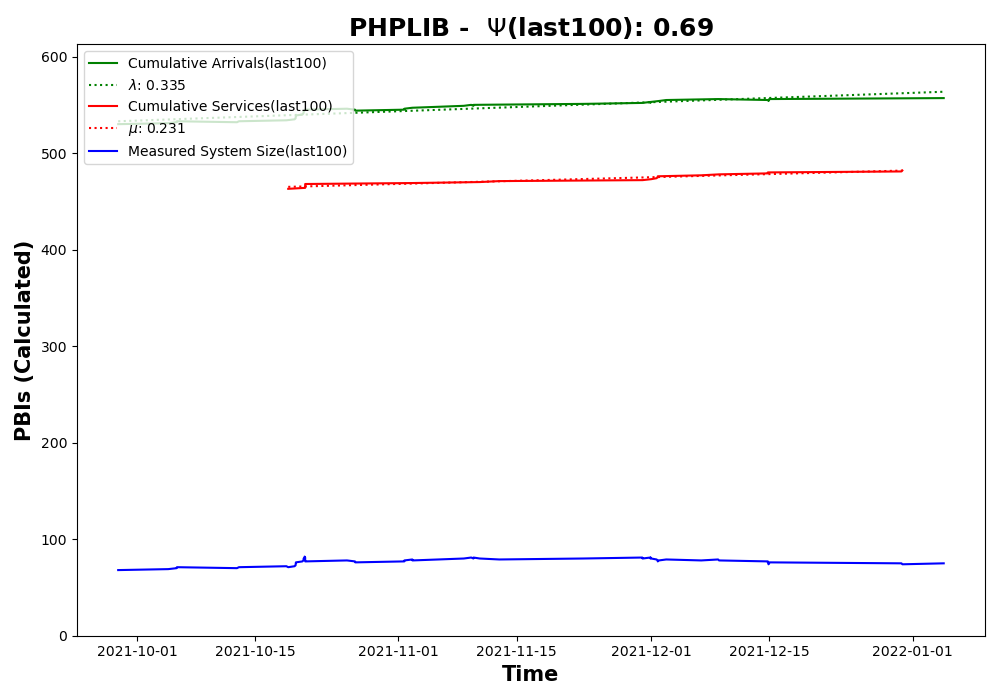 PHPLIB - Ψ(last100): 0.69
Cumulative Arrivals(last100)
λ: 0.335
Cumulative Services(last100)
μ: 0.231
Measured System Size(last100)
600
500
400
300
200
100
0
PBIs (Calculated)
2021-10-01 2021-10-15 2021-11-01 2021-11-15 2021-12-01 2021-12-15 2022-01-01
Time